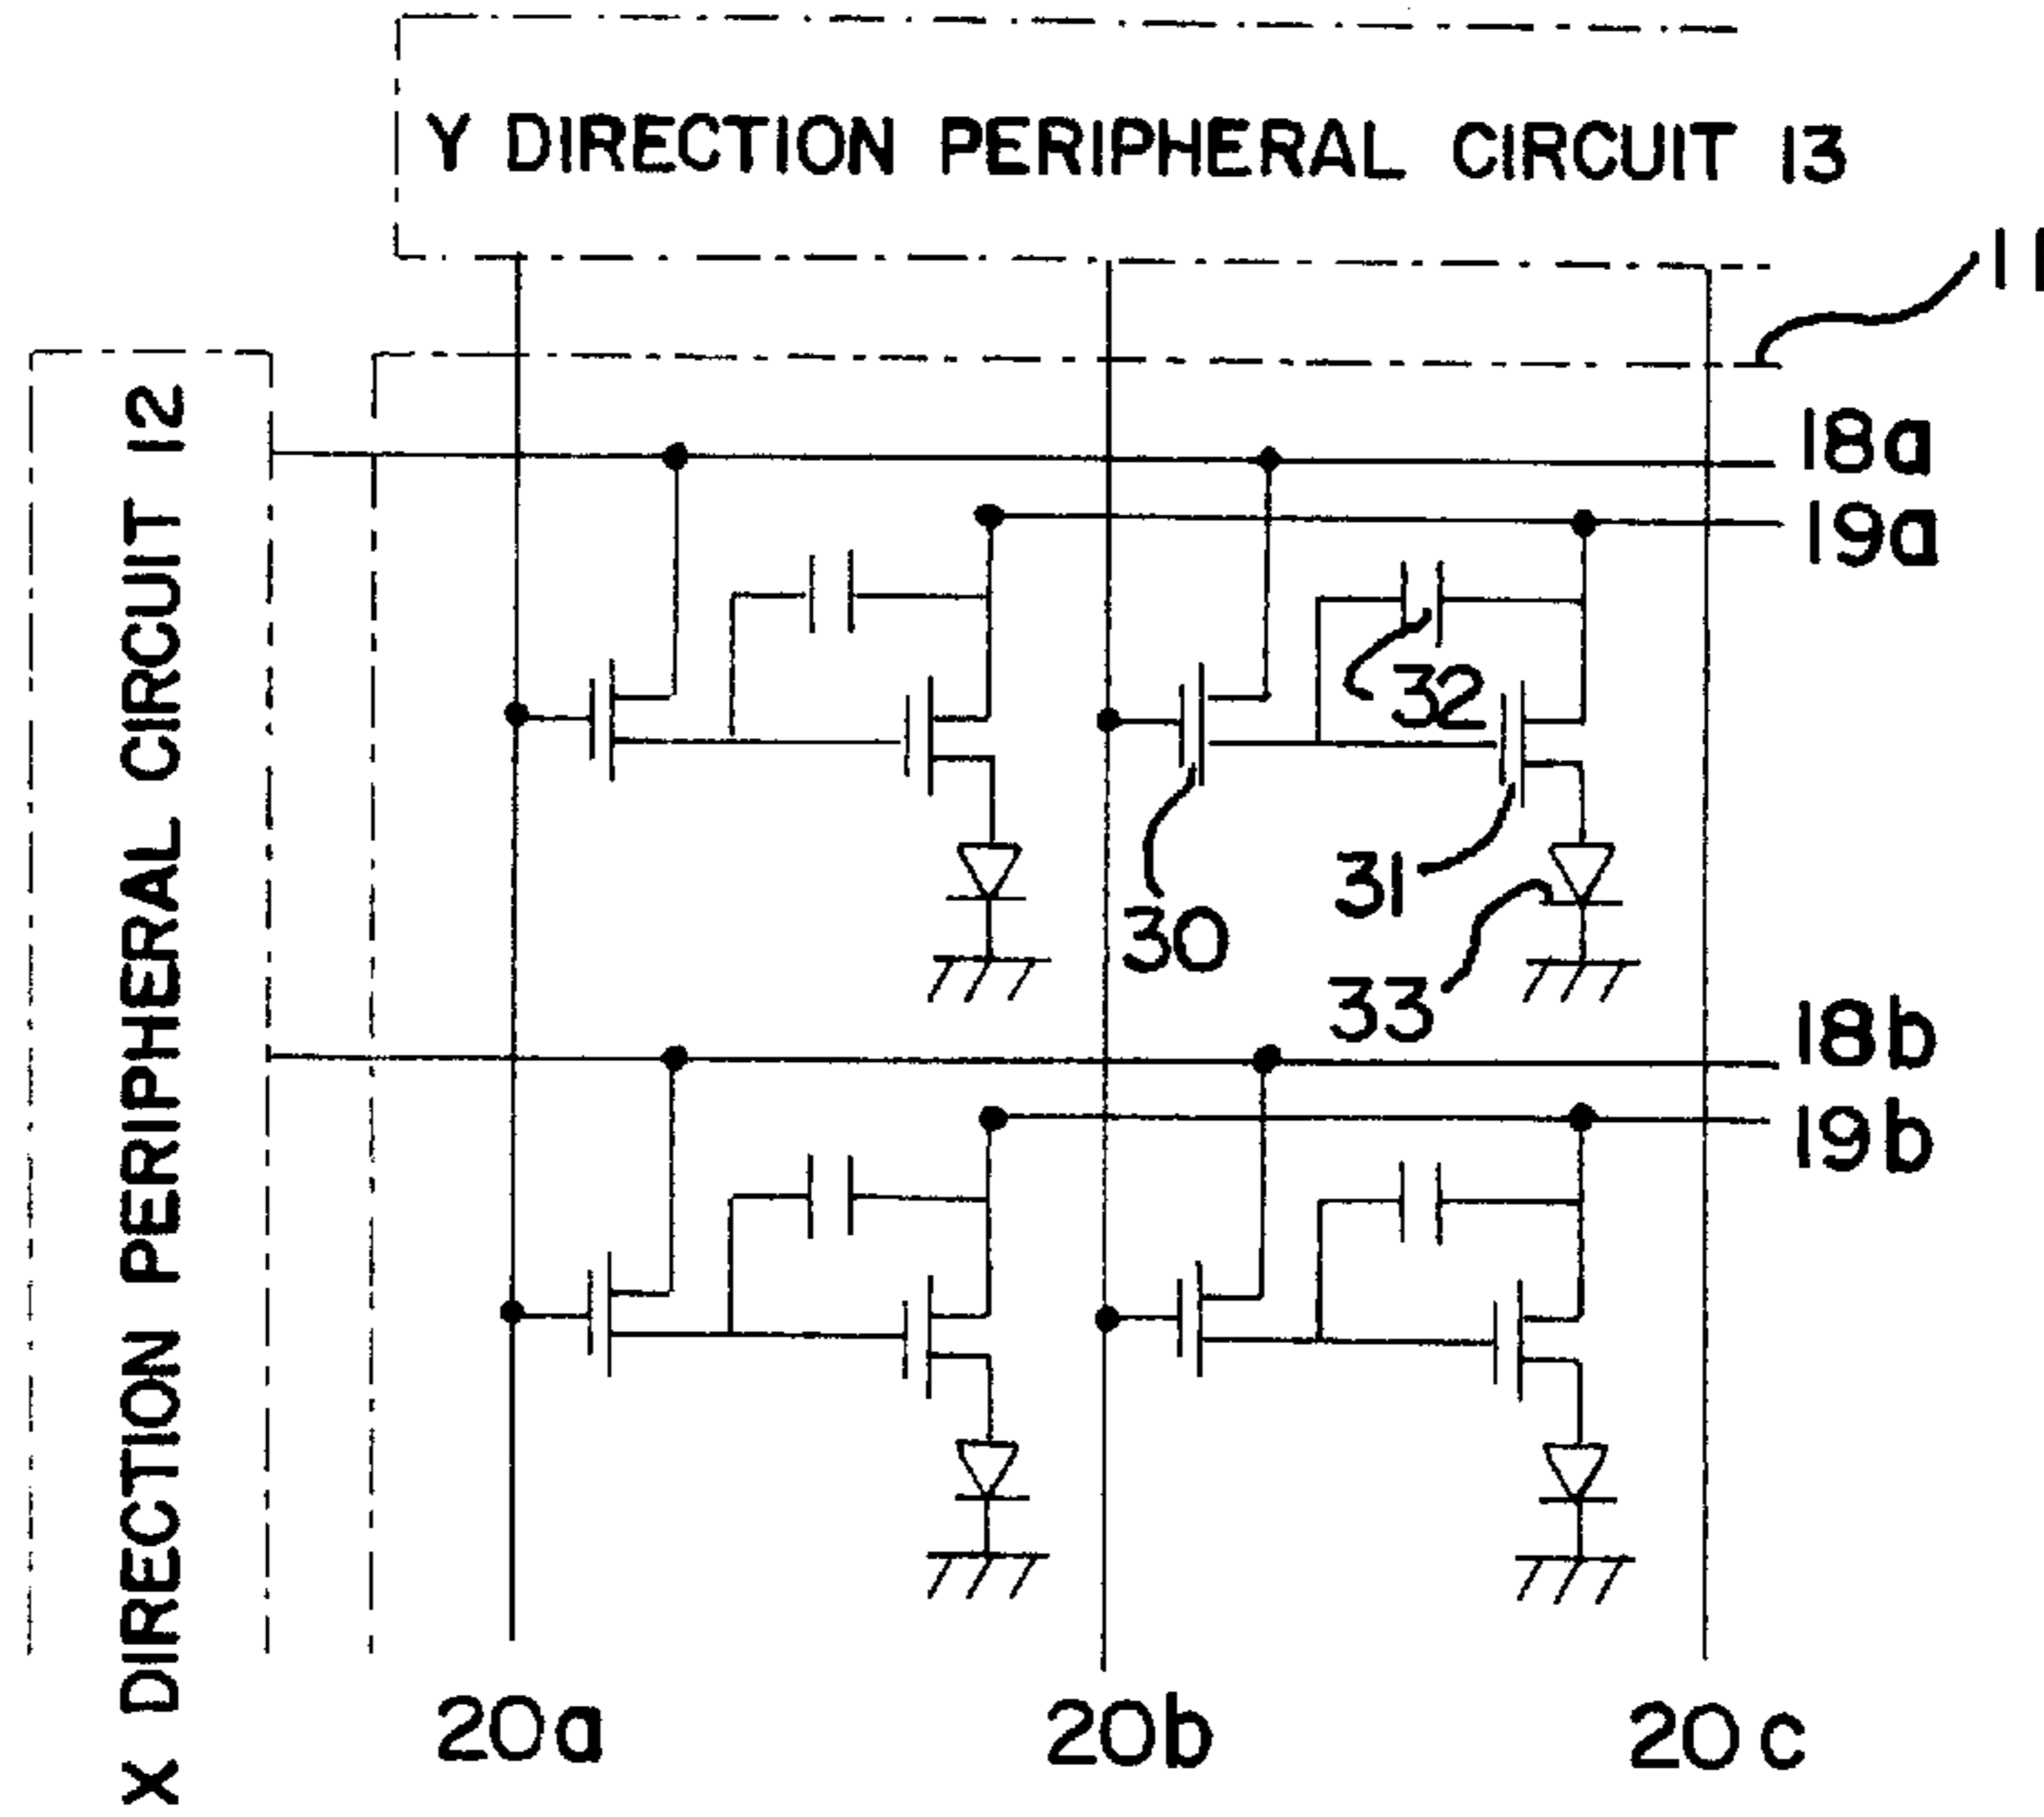 Y DIRECTION PERIPHERAL CIRCUIT 13
11
X DIRECTION PERIPHERAL CIRCUIT 12
18a
19a
32
31
30
33
18b
19b
20a
20b
20c